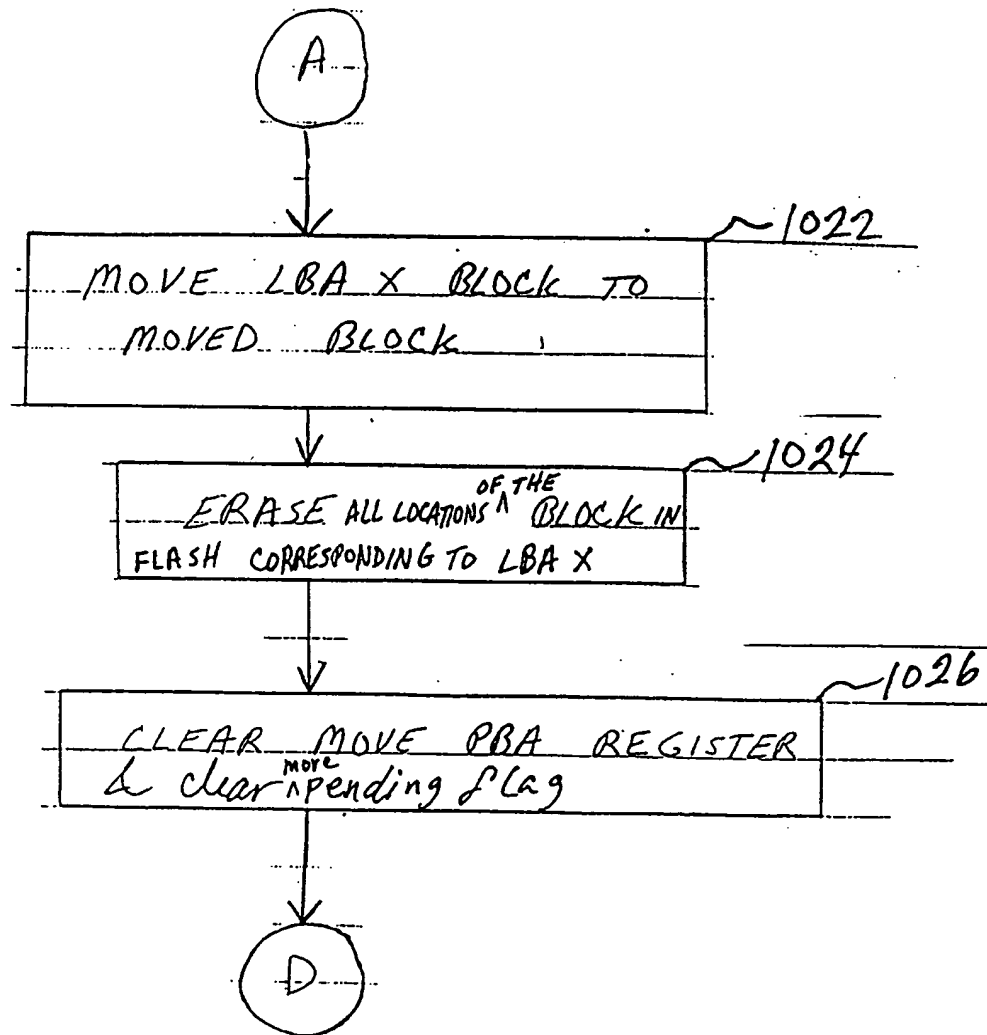 A
1022
MOVE LBA X BLOCK TO
MOVED BLOCK
1024
ERASE ALL LOCATIONS OF THE BLOCK IN
FLASH CORRESPONDING TO LBA X
1026
CLEAR MOVE PBA REGISTER
& clear more pending flag
D